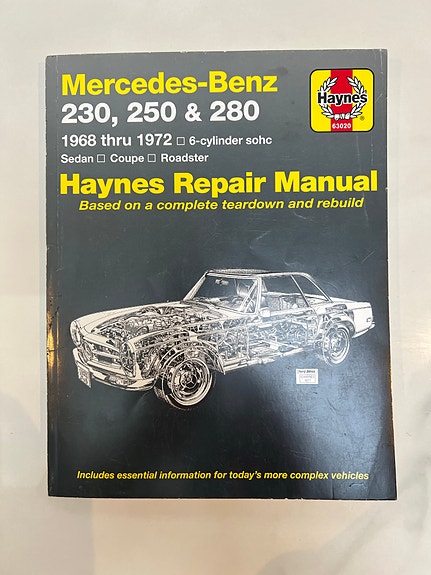 Mercedes-Benz
230, 250 & 280
1968 thru 1972 □ 6-cylinder sohc
Sedan □ Coupe □ Roadster
Haynes
®
63020
Haynes Repair Manual
Based on a complete teardown and rebuild
Includes essential information for today's more complex vehicles